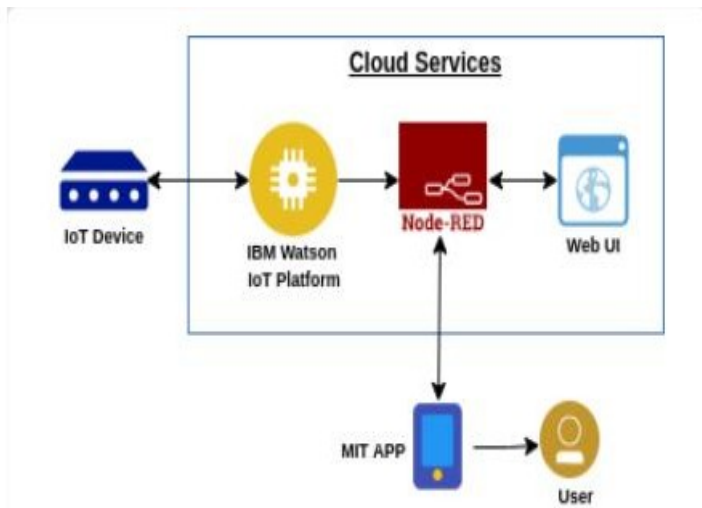 Cloud Services
IoT Device
IBM Watson
IoT Platform
Node-RED
Web UI
MIT APP
User